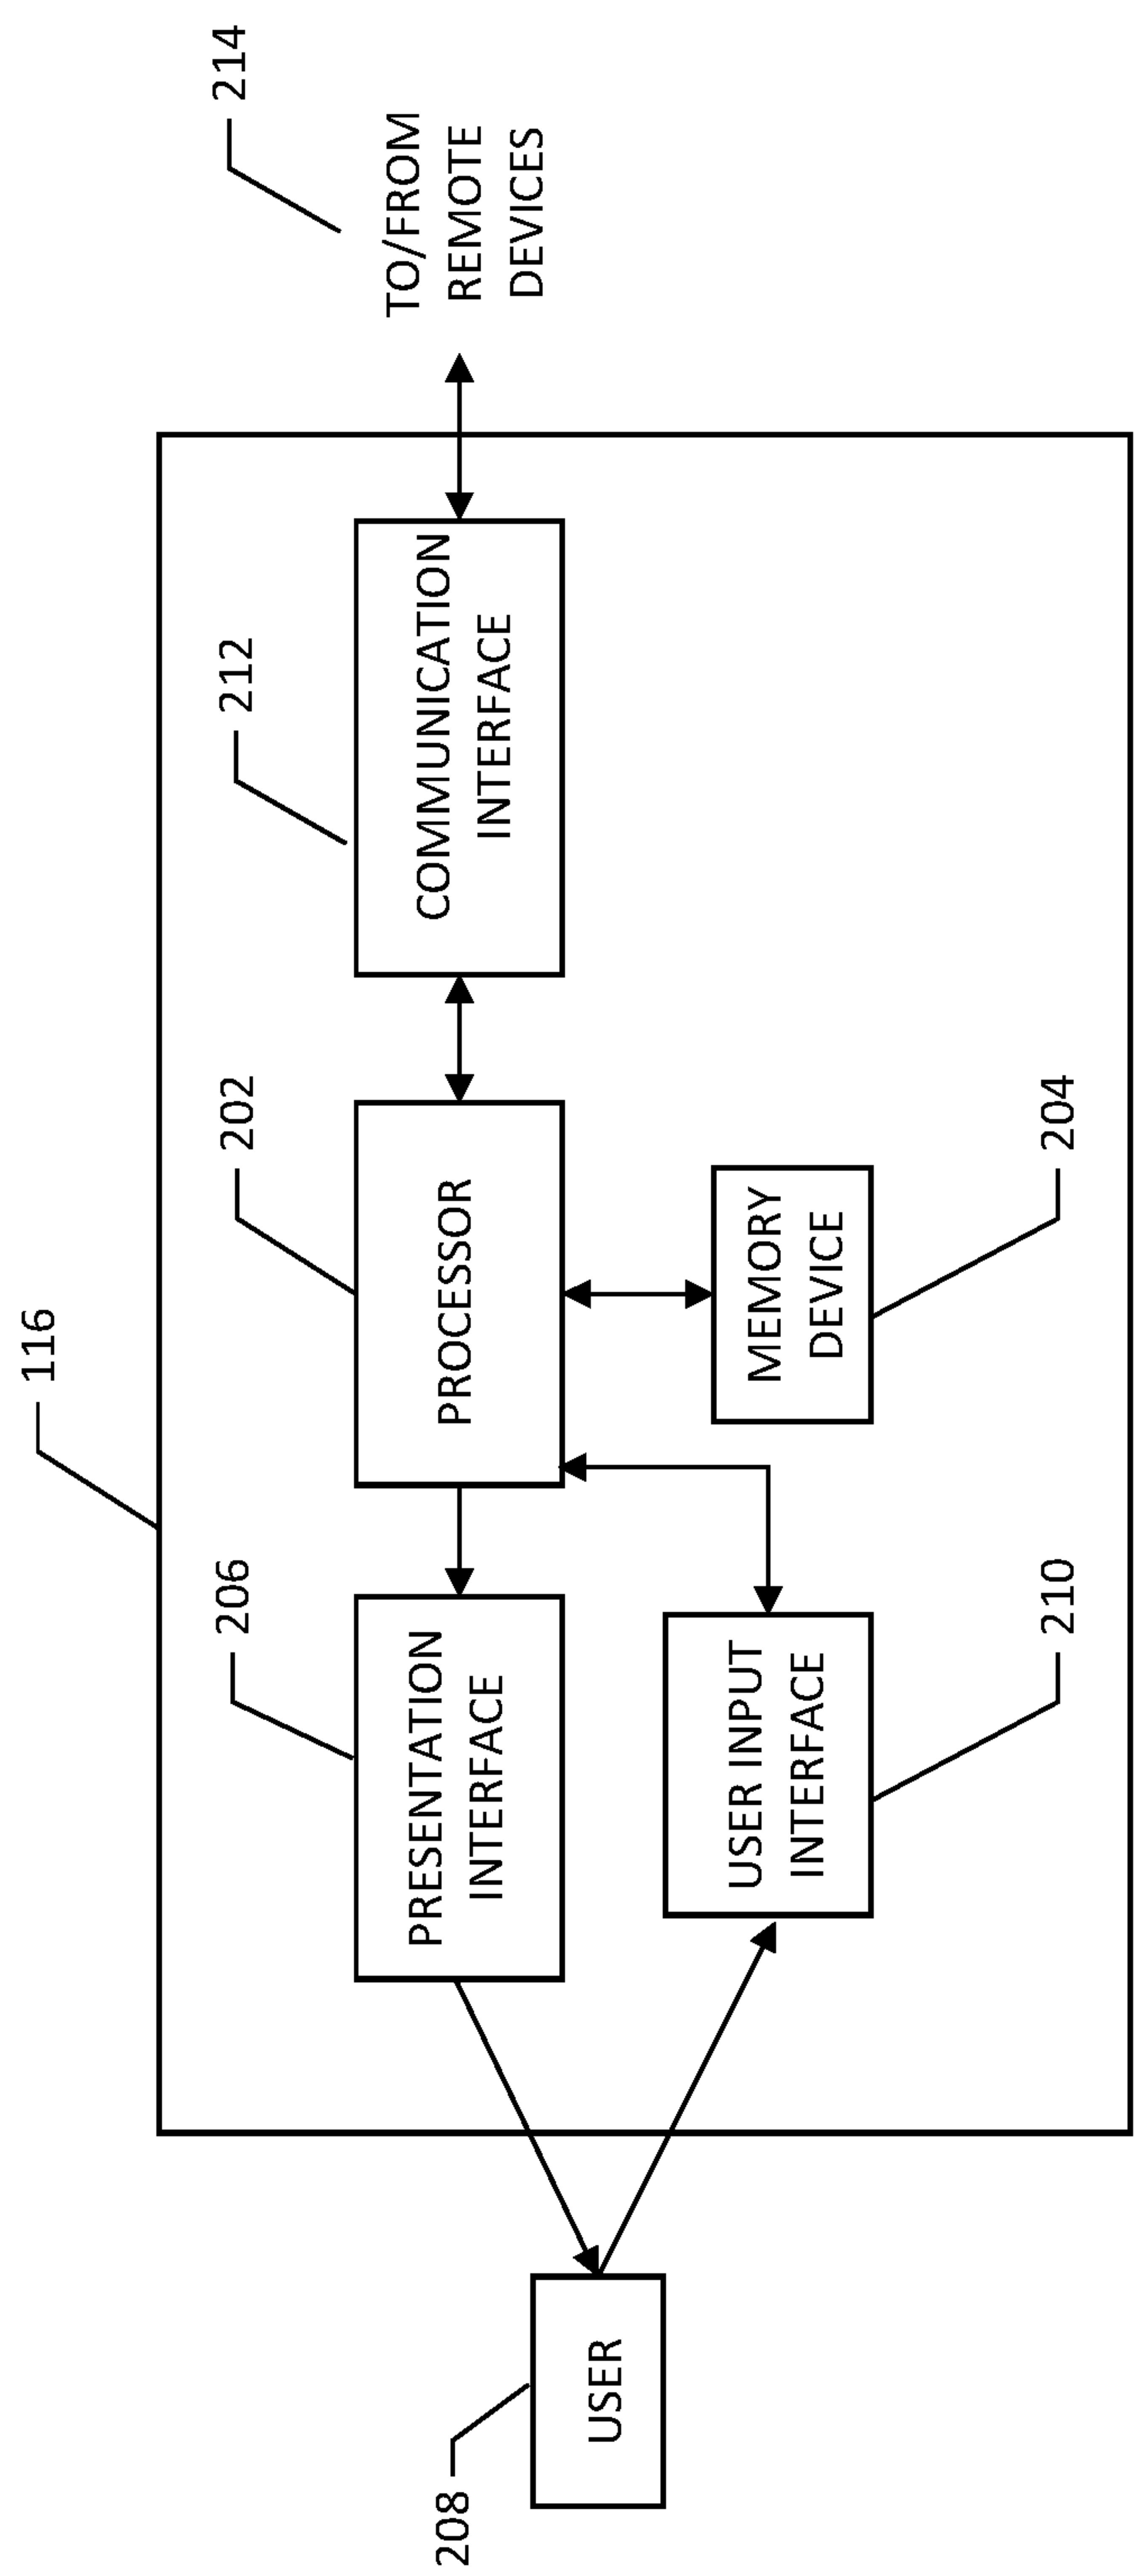 116
206
202
212
214
PRESENTATION
INTERFACE
PROCESSOR
COMMUNICATION
INTERFACE
TO/FROM
REMOTE
DEVICES
208
USER
USER INPUT
INTERFACE
MEMORY
DEVICE
210
204